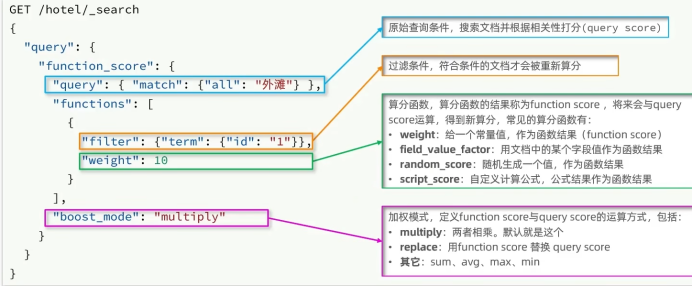 GET /hotel/_search
{
  "query": {
    "function_score": {
      "query": { "match": {"all": "外滩"} },
      "functions": [
        {
          "filter": {"term": {"id": "1"}},
          "weight": 10
        }
      ],
      "boost_mode": "multiply"
    }
  }
}
原始查询条件，搜索文档并根据相关性打分(query score)
过滤条件，符合条件的文档才会被重新算分
算分函数，算分函数的结果称为function score ，将来会与query
score运算，得到新算分，常见的算分函数有：
• weight：给一个常量值，作为函数结果（function score）
• field_value_factor：用文档中的某个字段值作为函数结果
• random_score：随机生成一个值，作为函数结果
• script_score：自定义计算公式，公式结果作为函数结果
加权模式，定义function score与query score的运算方式，包括：
• multiply：两者相乘。默认就是这个
• replace：用function score 替换 query score
• 其它：sum、avg、max、min